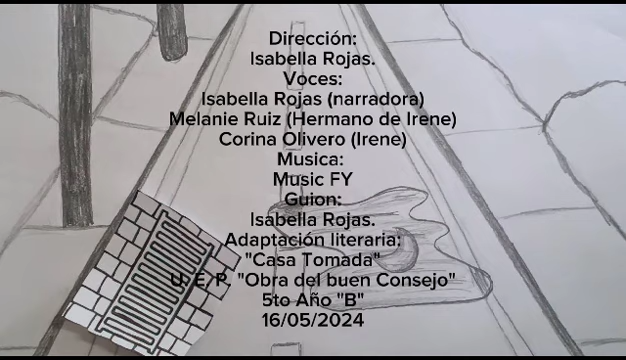 Dirección:
Isabella Rojas.
Voces:
Isabella Rojas (narradora)
Melanie Ruiz (Hermano de Irene)
Corina Olivero (Irene)
Musica:
Music FY
Guion:
Isabella Rojas.
Adaptación literaria:
"Casa Tomada"
U. E. P. "Obra del buen Consejo"
5to Año "B"
16/05/2024